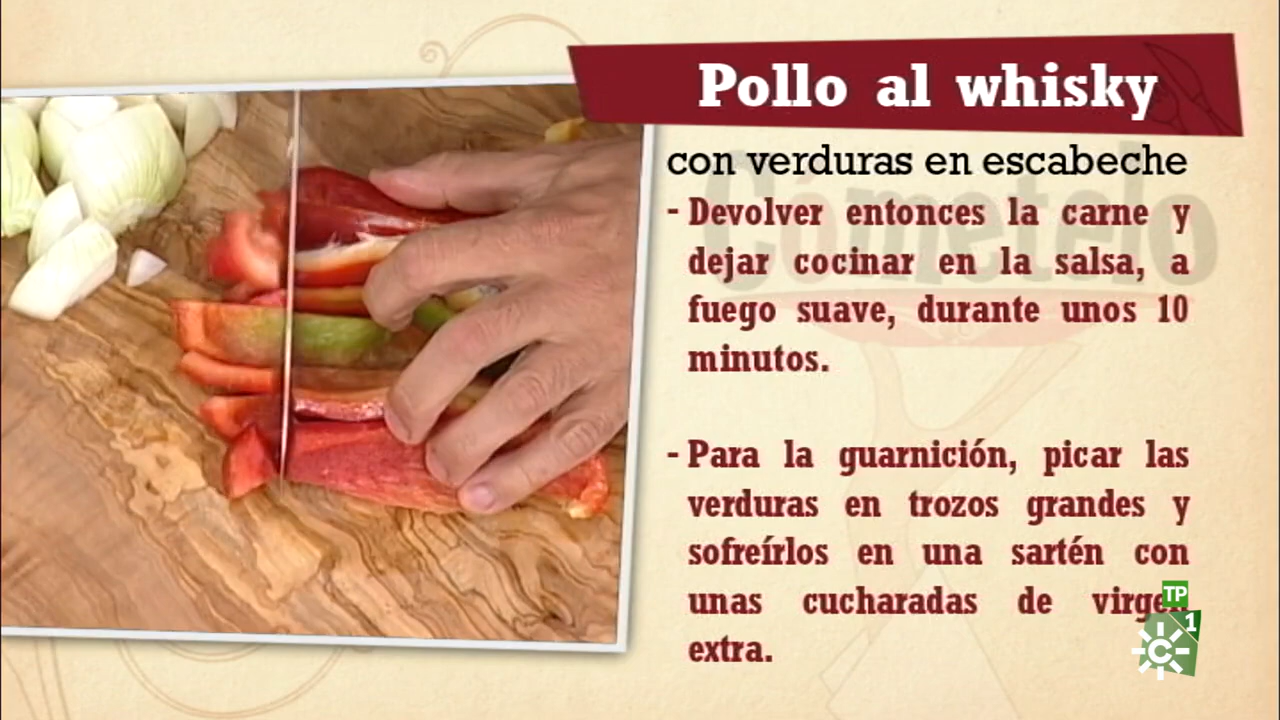 Pollo al whisky
con verduras en escabeche
Cómetelo
- Devolver entonces la carne y
dejar cocinar en la salsa, a
fuego suave, durante unos 10
minutos.
- Para la guarnición, picar las
verduras en trozos grandes y
sofreírlos en una sartén con
unas cucharadas de virgen
extra.
TP
1